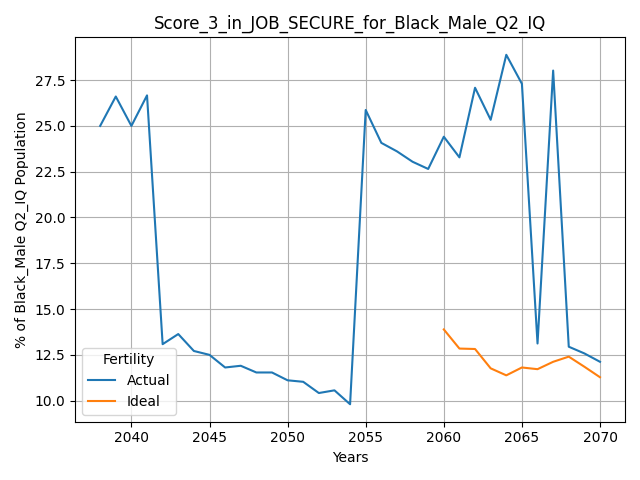 Score_3_in_JOB_SECURE_for_Black_Male_Q2_IQ
% of Black_Male Q2_IQ Population
27.5
25.0
22.5
20.0
17.5
15.0
12.5
10.0
Fertility
Actual
Ideal
2040 2045 2050 2055 2060 2065 2070
Years